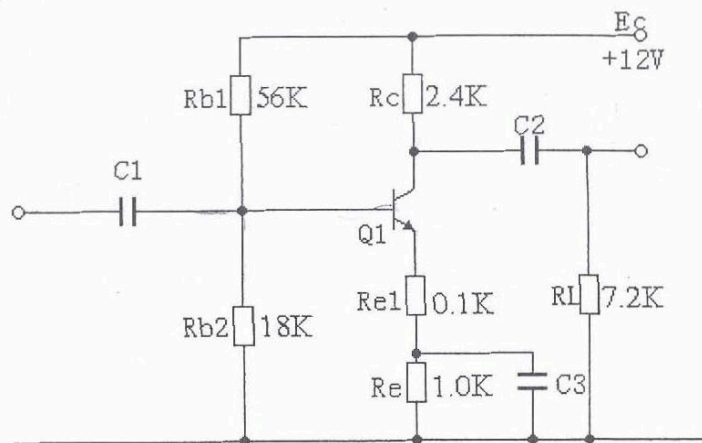 Ec
+12V
Rb1 56K
Rc 2.4K
C2
C1
Q1
Re1 0.1K
RL 7.2K
Rb2 18K
Re 1.0K
C3